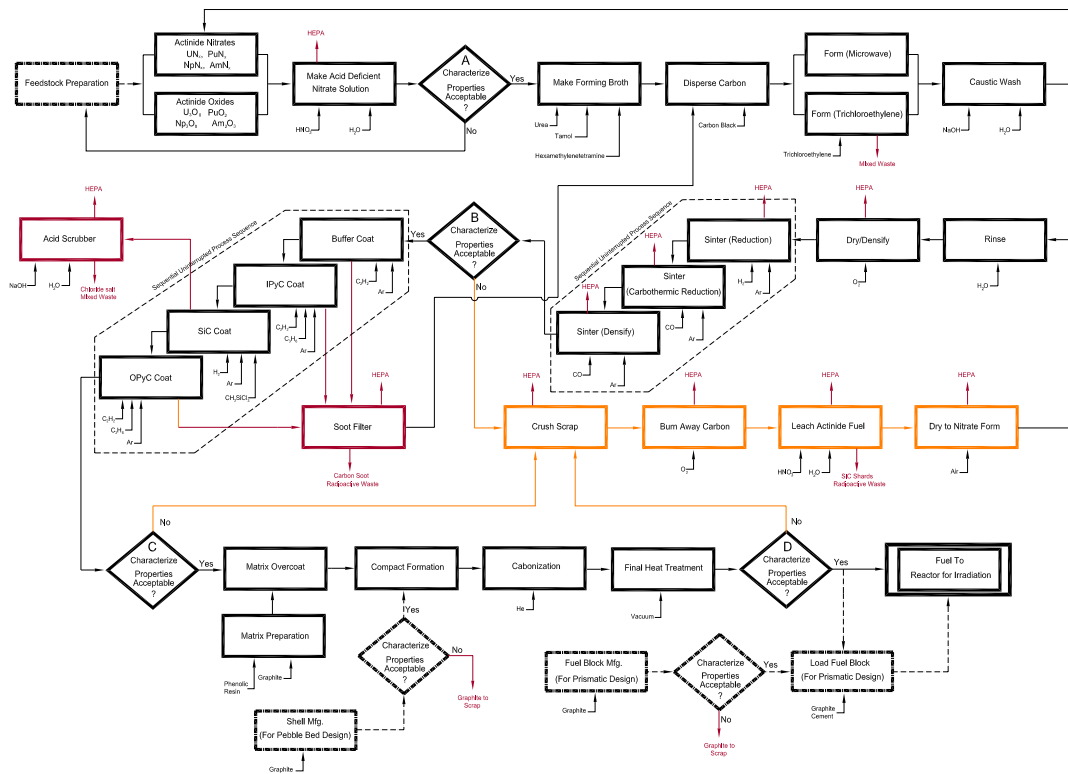 Actinide Nitrates
UN
PuN
NpN
AmN
Feedstock Preparation
Actinide Oxides
U₃O₈ PuO₂
Np₂O₅ Am₂O₃
HEPA
Make Acid Deficient
Nitrate Solution
HNO₃
H₂O
A
Characterize
Properties
Acceptable
?
Yes
No
Make Forming Broth
Urea
Tamol
Hexamethylenetetramine
Disperse Carbon
Carbon Black
Form (Microwave)
Form (Trichloroethylene)
Trichloroethylene
Mixed Waste
Caustic Wash
NaOH
H₂O
HEPA
Acid Scrubber
NaOH
H₂O
Chloride salt
Mixed Waste
Sequential Uninterrupted Process Sequence
Buffer Coat
C₂H₂
Ar
IPyC Coat
C₂H₂
C₃H₆
Ar
SiC Coat
H₂
Ar
CH₃SiCl₃
OPyC Coat
C₂H₂
C₃H₆
Ar
Yes
B
Characterize
Properties
Acceptable
?
No
Sequential Uninterrupted Process Sequence
HEPA
Sinter (Reduction)
H₂
Ar
HEPA
Sinter
(Carbothermic Reduction)
CO
Ar
HEPA
Sinter (Densify)
CO
Ar
HEPA
Dry/Densify
O₂
Rinse
H₂O
HEPA
Soot Filter
Carbon Soot
Radioactive Waste
HEPA
Crush Scrap
HEPA
Burn Away Carbon
O₂
HEPA
Leach Actinide Fuel
HNO₃
H₂O
SIC Shards
Radioactive Waste
HEPA
Dry to Nitrate Form
Air
No
C
Characterize
Properties
Acceptable
?
Yes
Matrix Overcoat
Compact Formation
Cabonization
He
Final Heat Treatment
Vacuum
No
D
Characterize
Properties
Acceptable
?
Yes
Fuel To
Reactor for Irradiation
Matrix Preparation
Phenolic
Resin
Graphite
Yes
Characterize
Properties
Acceptable
?
No
Graphite to
Scrap
Shell Mfg.
(For Pebble Bed Design)
Graphite
Fuel Block Mfg.
(For Prismatic Design)
Graphite
Characterize
Properties
Acceptable
?
Yes
No
Graphite to
Scrap
Load Fuel Block
(For Prismatic Design)
Graphite
Cement